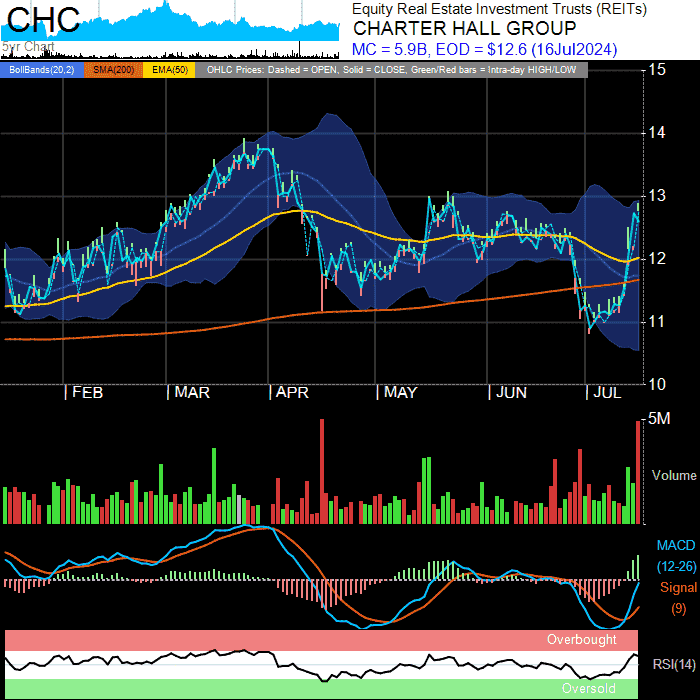 CHC
5yr Chart
Equity Real Estate Investment Trusts (REITs)
CHARTER HALL GROUP
MC = 5.9B, EOD = $12.6 (16Jul2024)
BollBands(20,2) SMA(200) EMA(50) OHLC Prices: Dashed = OPEN, Solid = CLOSE, Green/Red bars = Intra-day HIGH/LOW
15
14
13
12
11
10
| FEB | MAR | APR | MAY | JUN | JUL
5M
Volume
MACD
(12-26)
Signal
(9)
Overbought
RSI(14)
Oversold